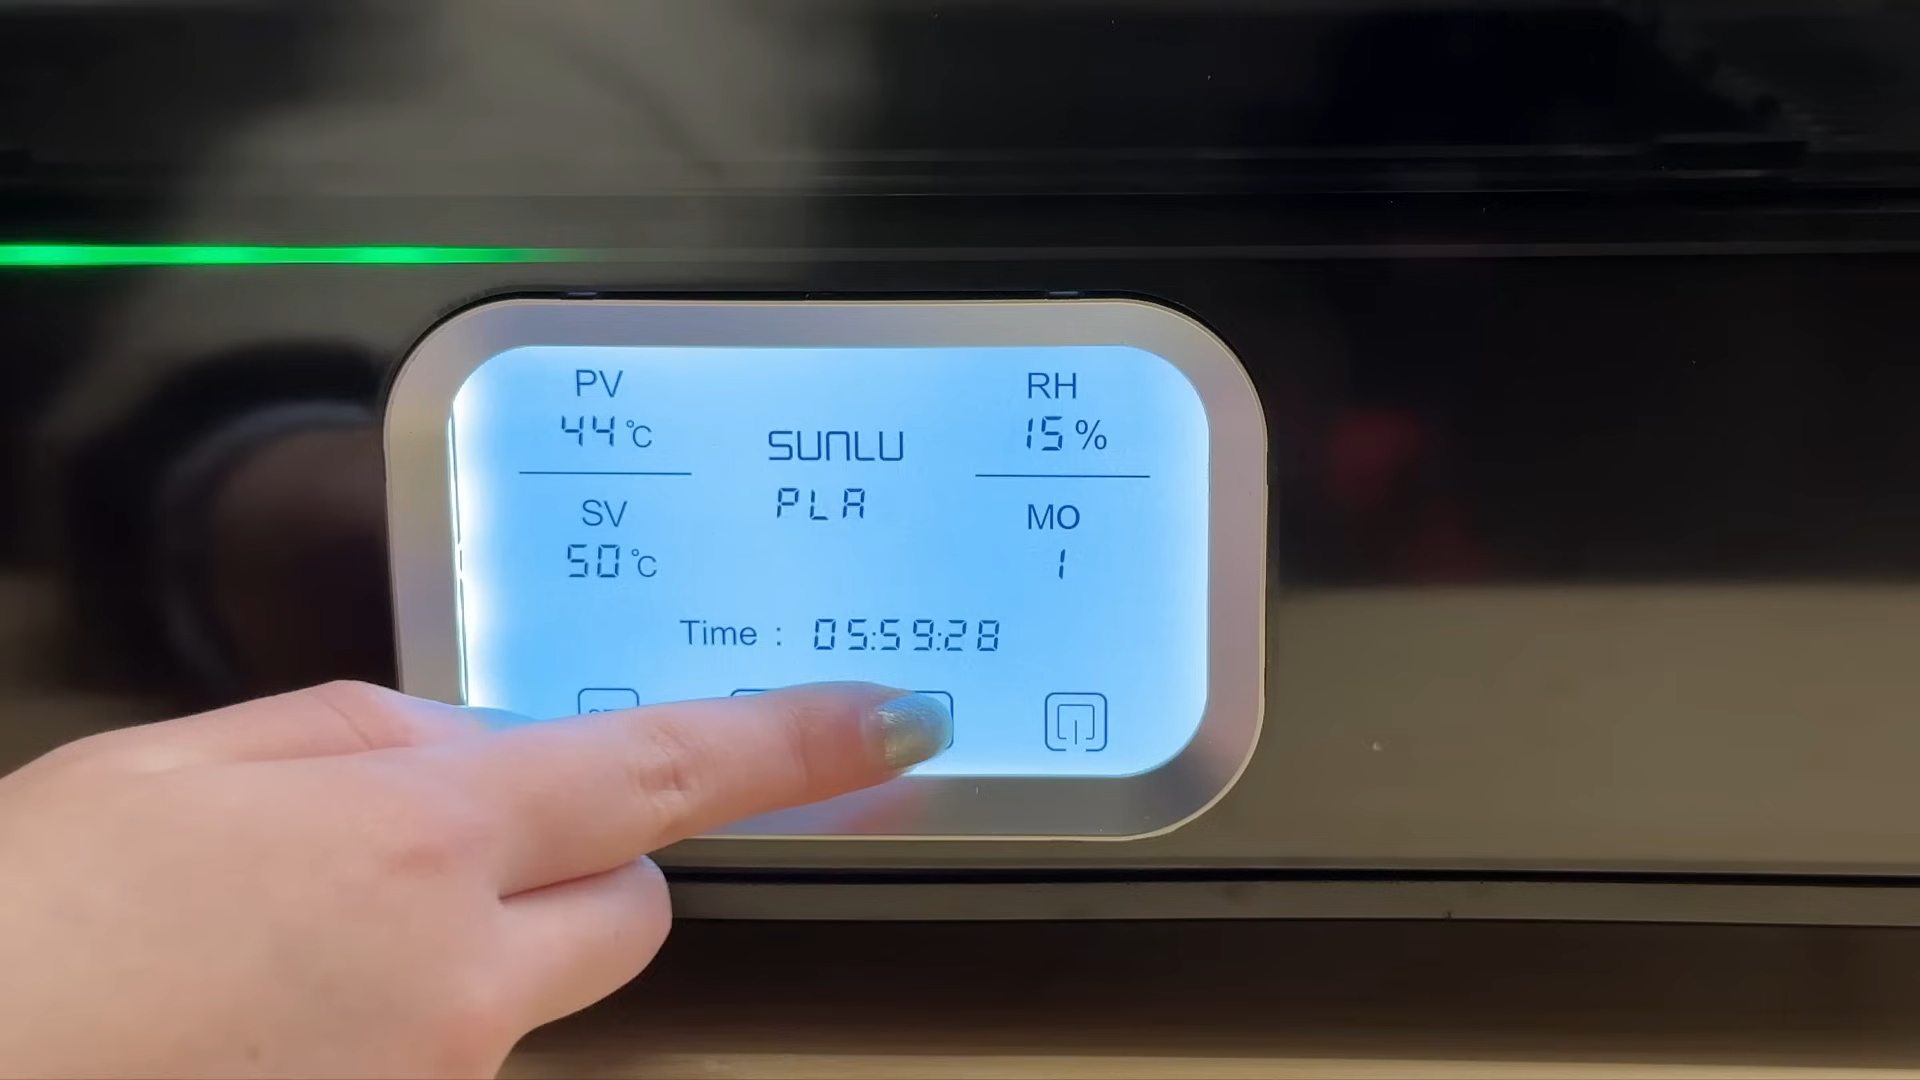 PV
44℃
SV
50℃
SUNLU
PLA
RH
15%
MO
1
Time : 05:59:28